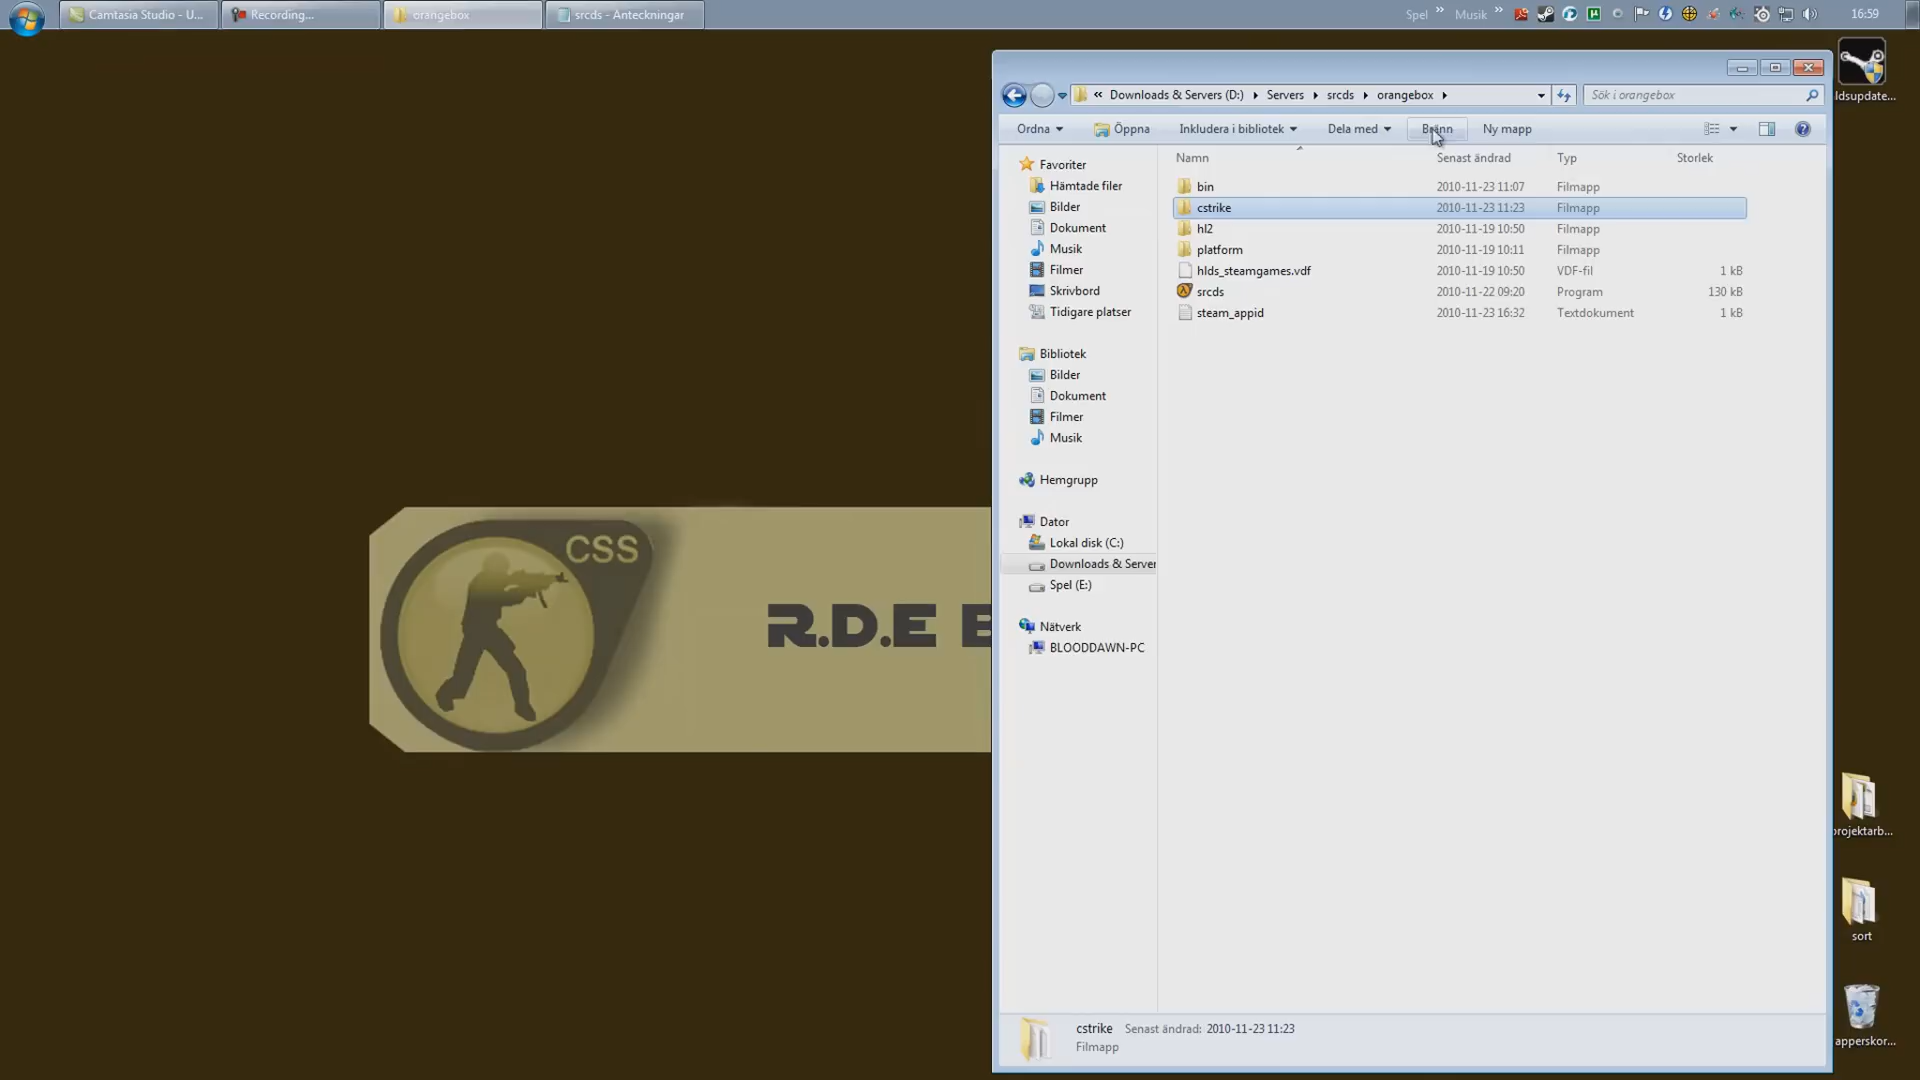 Camtasia Studio - U...
Recording...
orangebox
srcds - Anteckningar
Spel »
Musik »
16:59
ldsupdate...
« Downloads & Servers (D:) ▸ Servers ▸ srcds ▸ orangebox ▸
Sök i orangebox
Ordna
Öppna
Inkludera i bibliotek
Dela med
Bränn
Ny mapp
Namn
Senast ändrad
Typ
Storlek
Favoriter
Hämtade filer
Bilder
Dokument
Musik
Filmer
Skrivbord
Tidigare platser
Bibliotek
Bilder
Dokument
Filmer
Musik
Hemgrupp
Dator
Lokal disk (C:)
Downloads & Server
Spel (E:)
Nätverk
BLOODDAWN-PC
bin 2010-11-23 11:07 Filmapp
cstrike 2010-11-23 11:23 Filmapp
hl2 2010-11-19 10:50 Filmapp
platform 2010-11-19 10:11 Filmapp
hlds_steamgames.vdf 2010-11-19 10:50 VDF-fil 1 kB
srcds 2010-11-22 09:20 Program 130 kB
steam_appid 2010-11-23 16:32 Textdokument 1 kB
CSS
R.D.E
projektarb...
sort
apperskor...
cstrike Senast ändrad: 2010-11-23 11:23
Filmapp